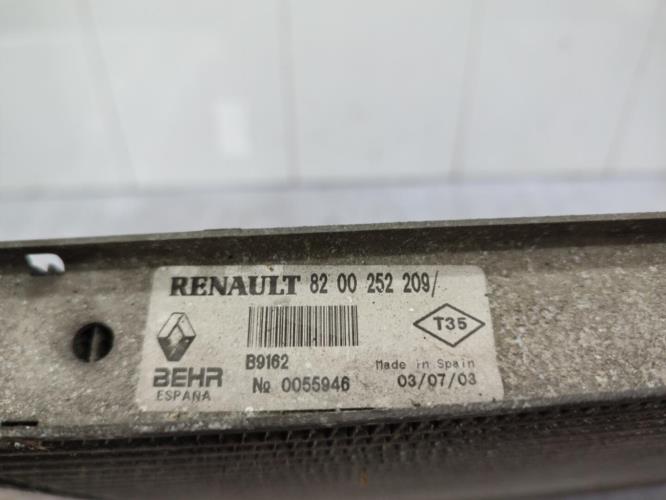 RENAULT 82 00 252 209/
T35
B9162
Made in Spain
BEHR
№ 0055946
03/07/03
ESPAÑA